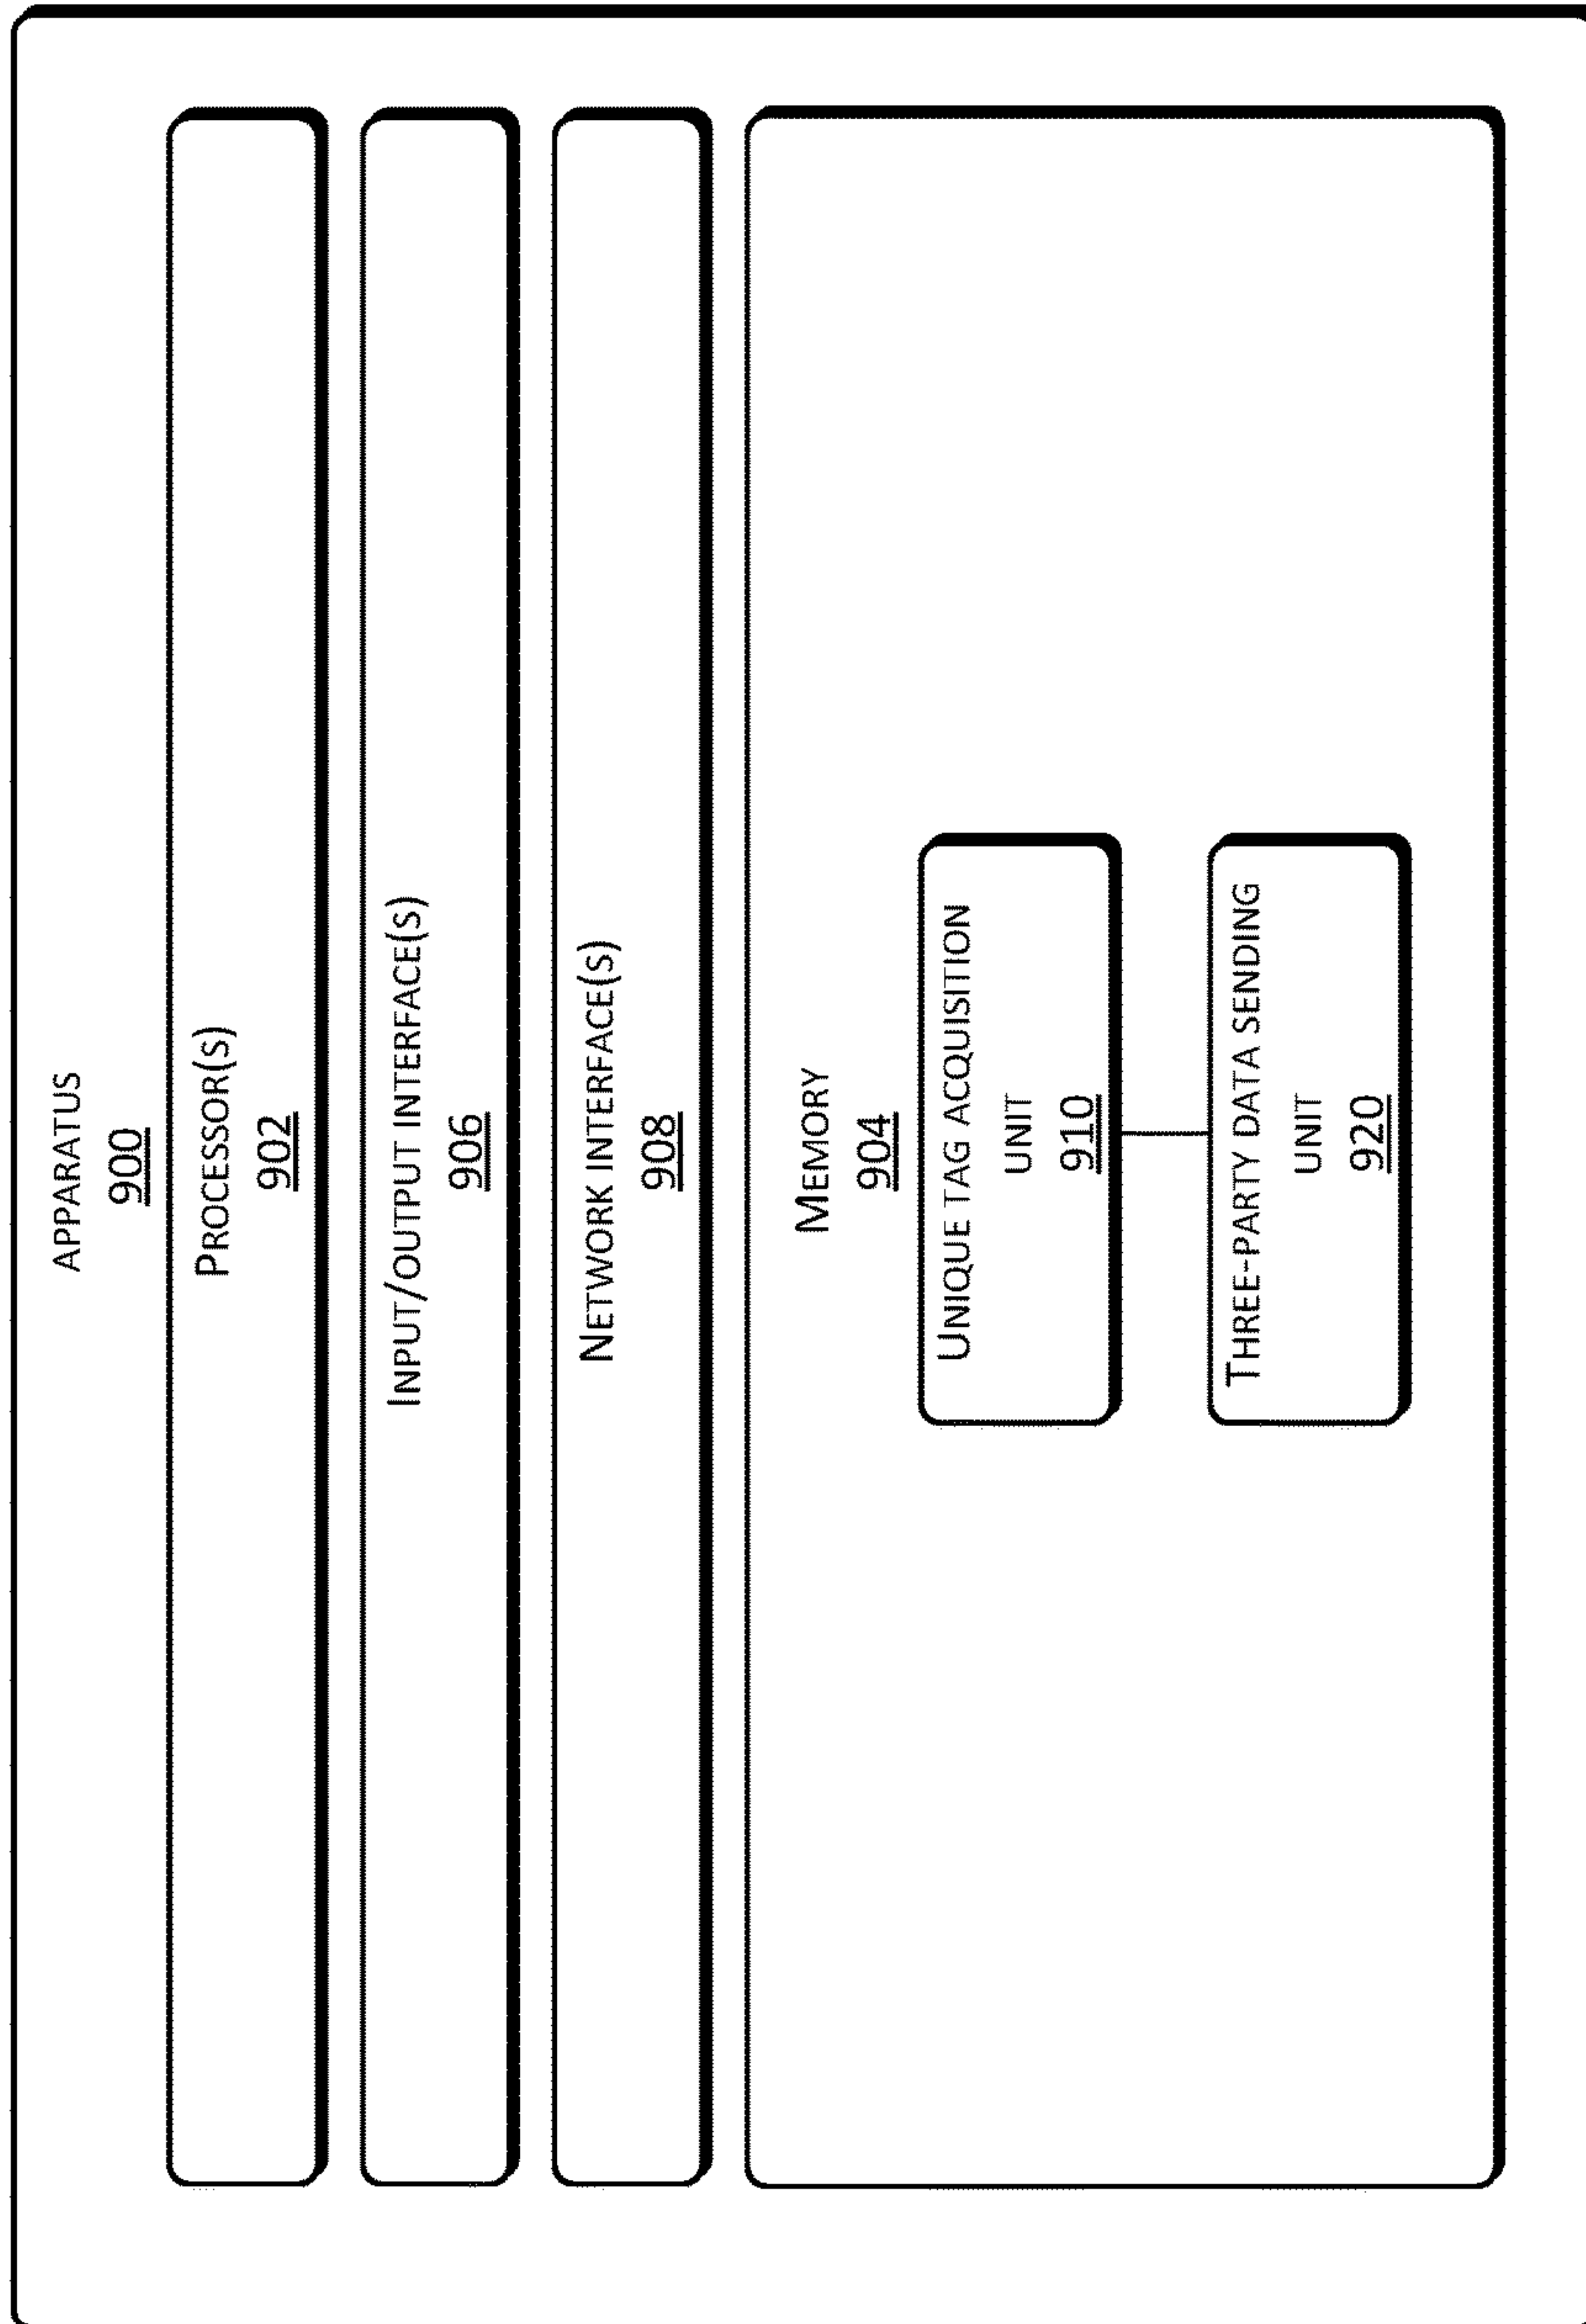 APPARATUS
900
PROCESSOR(S)
902
INPUT/OUTPUT INTERFACE(S)
906
NETWORK INTERFACE(S)
908
MEMORY
904
UNIQUE TAG ACQUISITION
UNIT
910
THREE-PARTY DATA SENDING
UNIT
920